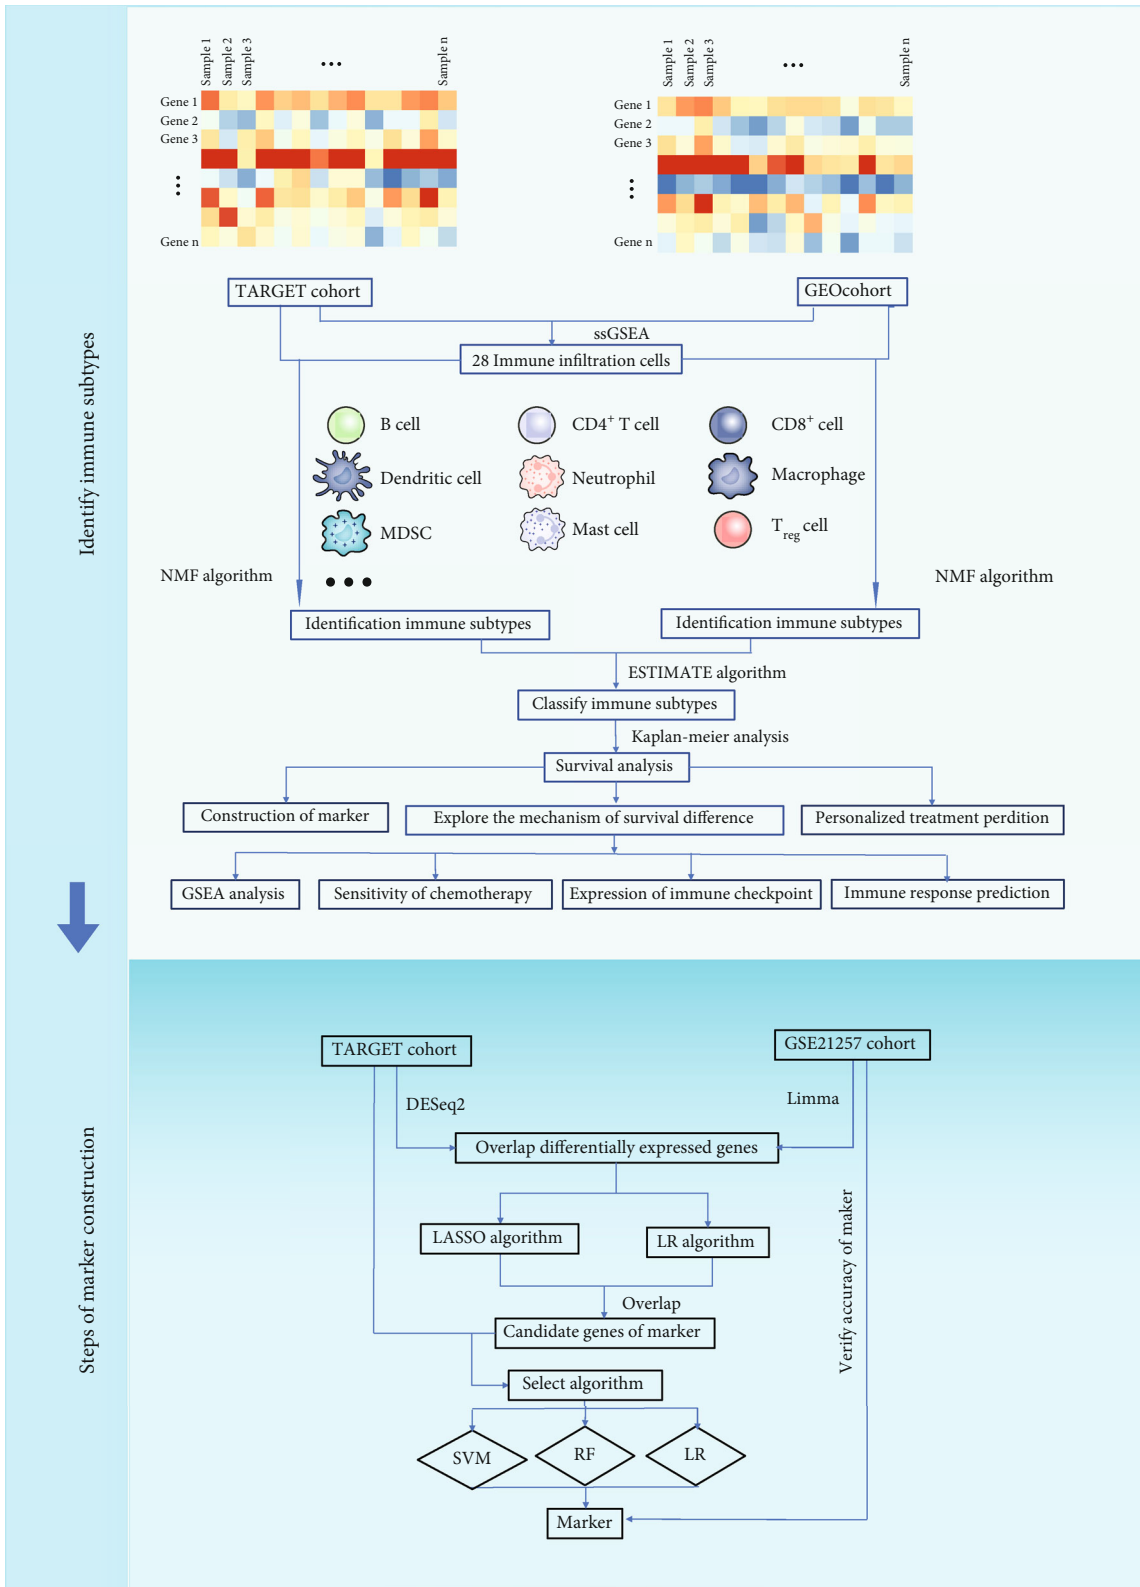 Sample 1
Sample 2
Sample 3
...
Sample n
Gene 1
Gene 2
Gene 3
...
Gene n
Sample 1
Sample 2
Sample 3
...
Sample n
Gene 1
Gene 2
Gene 3
...
Gene n
TARGET cohort
GEOcohort
ssGSEA
28 Immune infiltration cells
B cell
CD4+ T cell
CD8+ cell
Dendritic cell
Neutrophil
Macrophage
MDSC
Mast cell
Treg cell
...
NMF algorithm
NMF algorithm
Identification immune subtypes
Identification immune subtypes
ESTIMATE algorithm
Classify immune subtypes
Kaplan-meier analysis
Survival analysis
Construction of marker
Explore the mechanism of survival difference
Personalized treatment perdition
GSEA analysis
Sensitivity of chemotherapy
Expression of immune checkpoint
Immune response prediction
Identify immune subtypes
TARGET cohort
GSE21257 cohort
DESeq2
Limma
Overlap differentially expressed genes
LASSO algorithm
LR algorithm
Overlap
Candidate genes of marker
Verify accuracy of maker
Select algorithm
SVM
RF
LR
Marker
Steps of marker construction